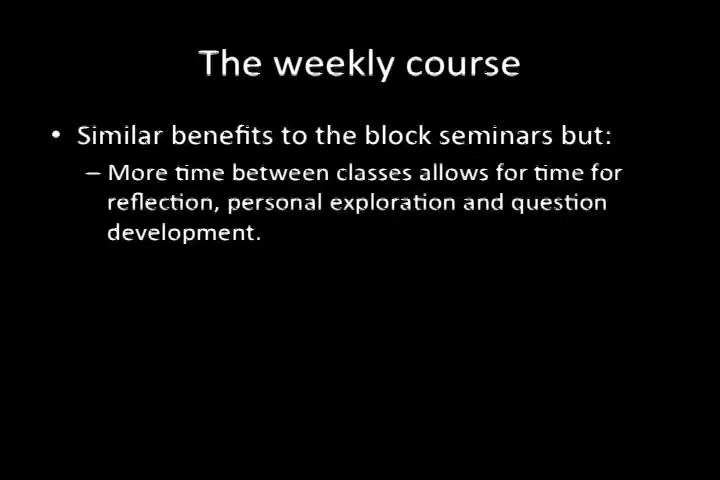 The weekly course
• Similar benefits to the block seminars but:
– More time between classes allows for time for
reflection, personal exploration and question
development.